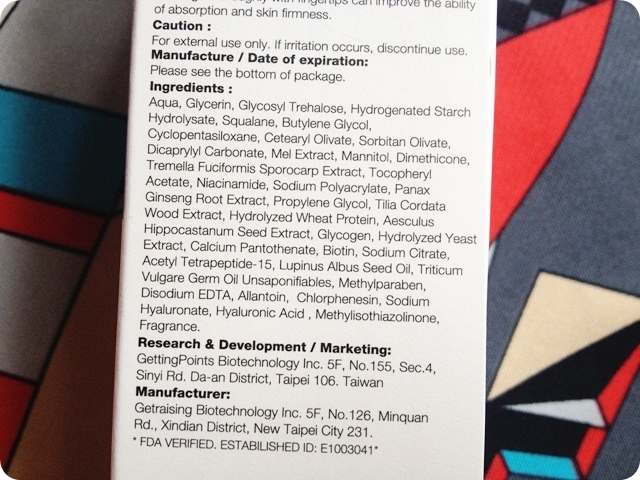 with fingertips can improve the ability
of absorption and skin firmness.
Caution :
For external use only. If irritation occurs, discontinue use.
Manufacture / Date of expiration:
Please see the bottom of package.
Ingredients :
Aqua, Glycerin, Glycosyl Trehalose, Hydrogenated Starch
Hydrolysate, Squalane, Butylene Glycol,
Cyclopentasiloxane, Cetearyl Olivate, Sorbitan Olivate,
Dicaprylyl Carbonate, Mel Extract, Mannitol, Dimethicone,
Tremella Fuciformis Sporocarp Extract, Tocopheryl
Acetate, Niacinamide, Sodium Polyacrylate, Panax
Ginseng Root Extract, Propylene Glycol, Tilia Cordata
Wood Extract, Hydrolyzed Wheat Protein, Aesculus
Hippocastanum Seed Extract, Glycogen, Hydrolyzed Yeast
Extract, Calcium Pantothenate, Biotin, Sodium Citrate,
Acetyl Tetrapeptide-15, Lupinus Albus Seed Oil, Triticum
Vulgare Germ Oil Unsaponifiables, Methylparaben,
Disodium EDTA, Allantoin, Chlorphenesin, Sodium
Hyaluronate, Hyaluronic Acid , Methylisothiazolinone,
Fragrance.
Research & Development / Marketing:
GettingPoints Biotechnology Inc. 5F, No.155, Sec.4,
Sinyi Rd. Da-an District, Taipei 106. Taiwan
Manufacturer:
Getraising Biotechnology Inc. 5F, No.126, Minquan
Rd., Xindian District, New Taipei City 231.
* FDA VERIFIED. ESTABILISHED ID: E1003041*